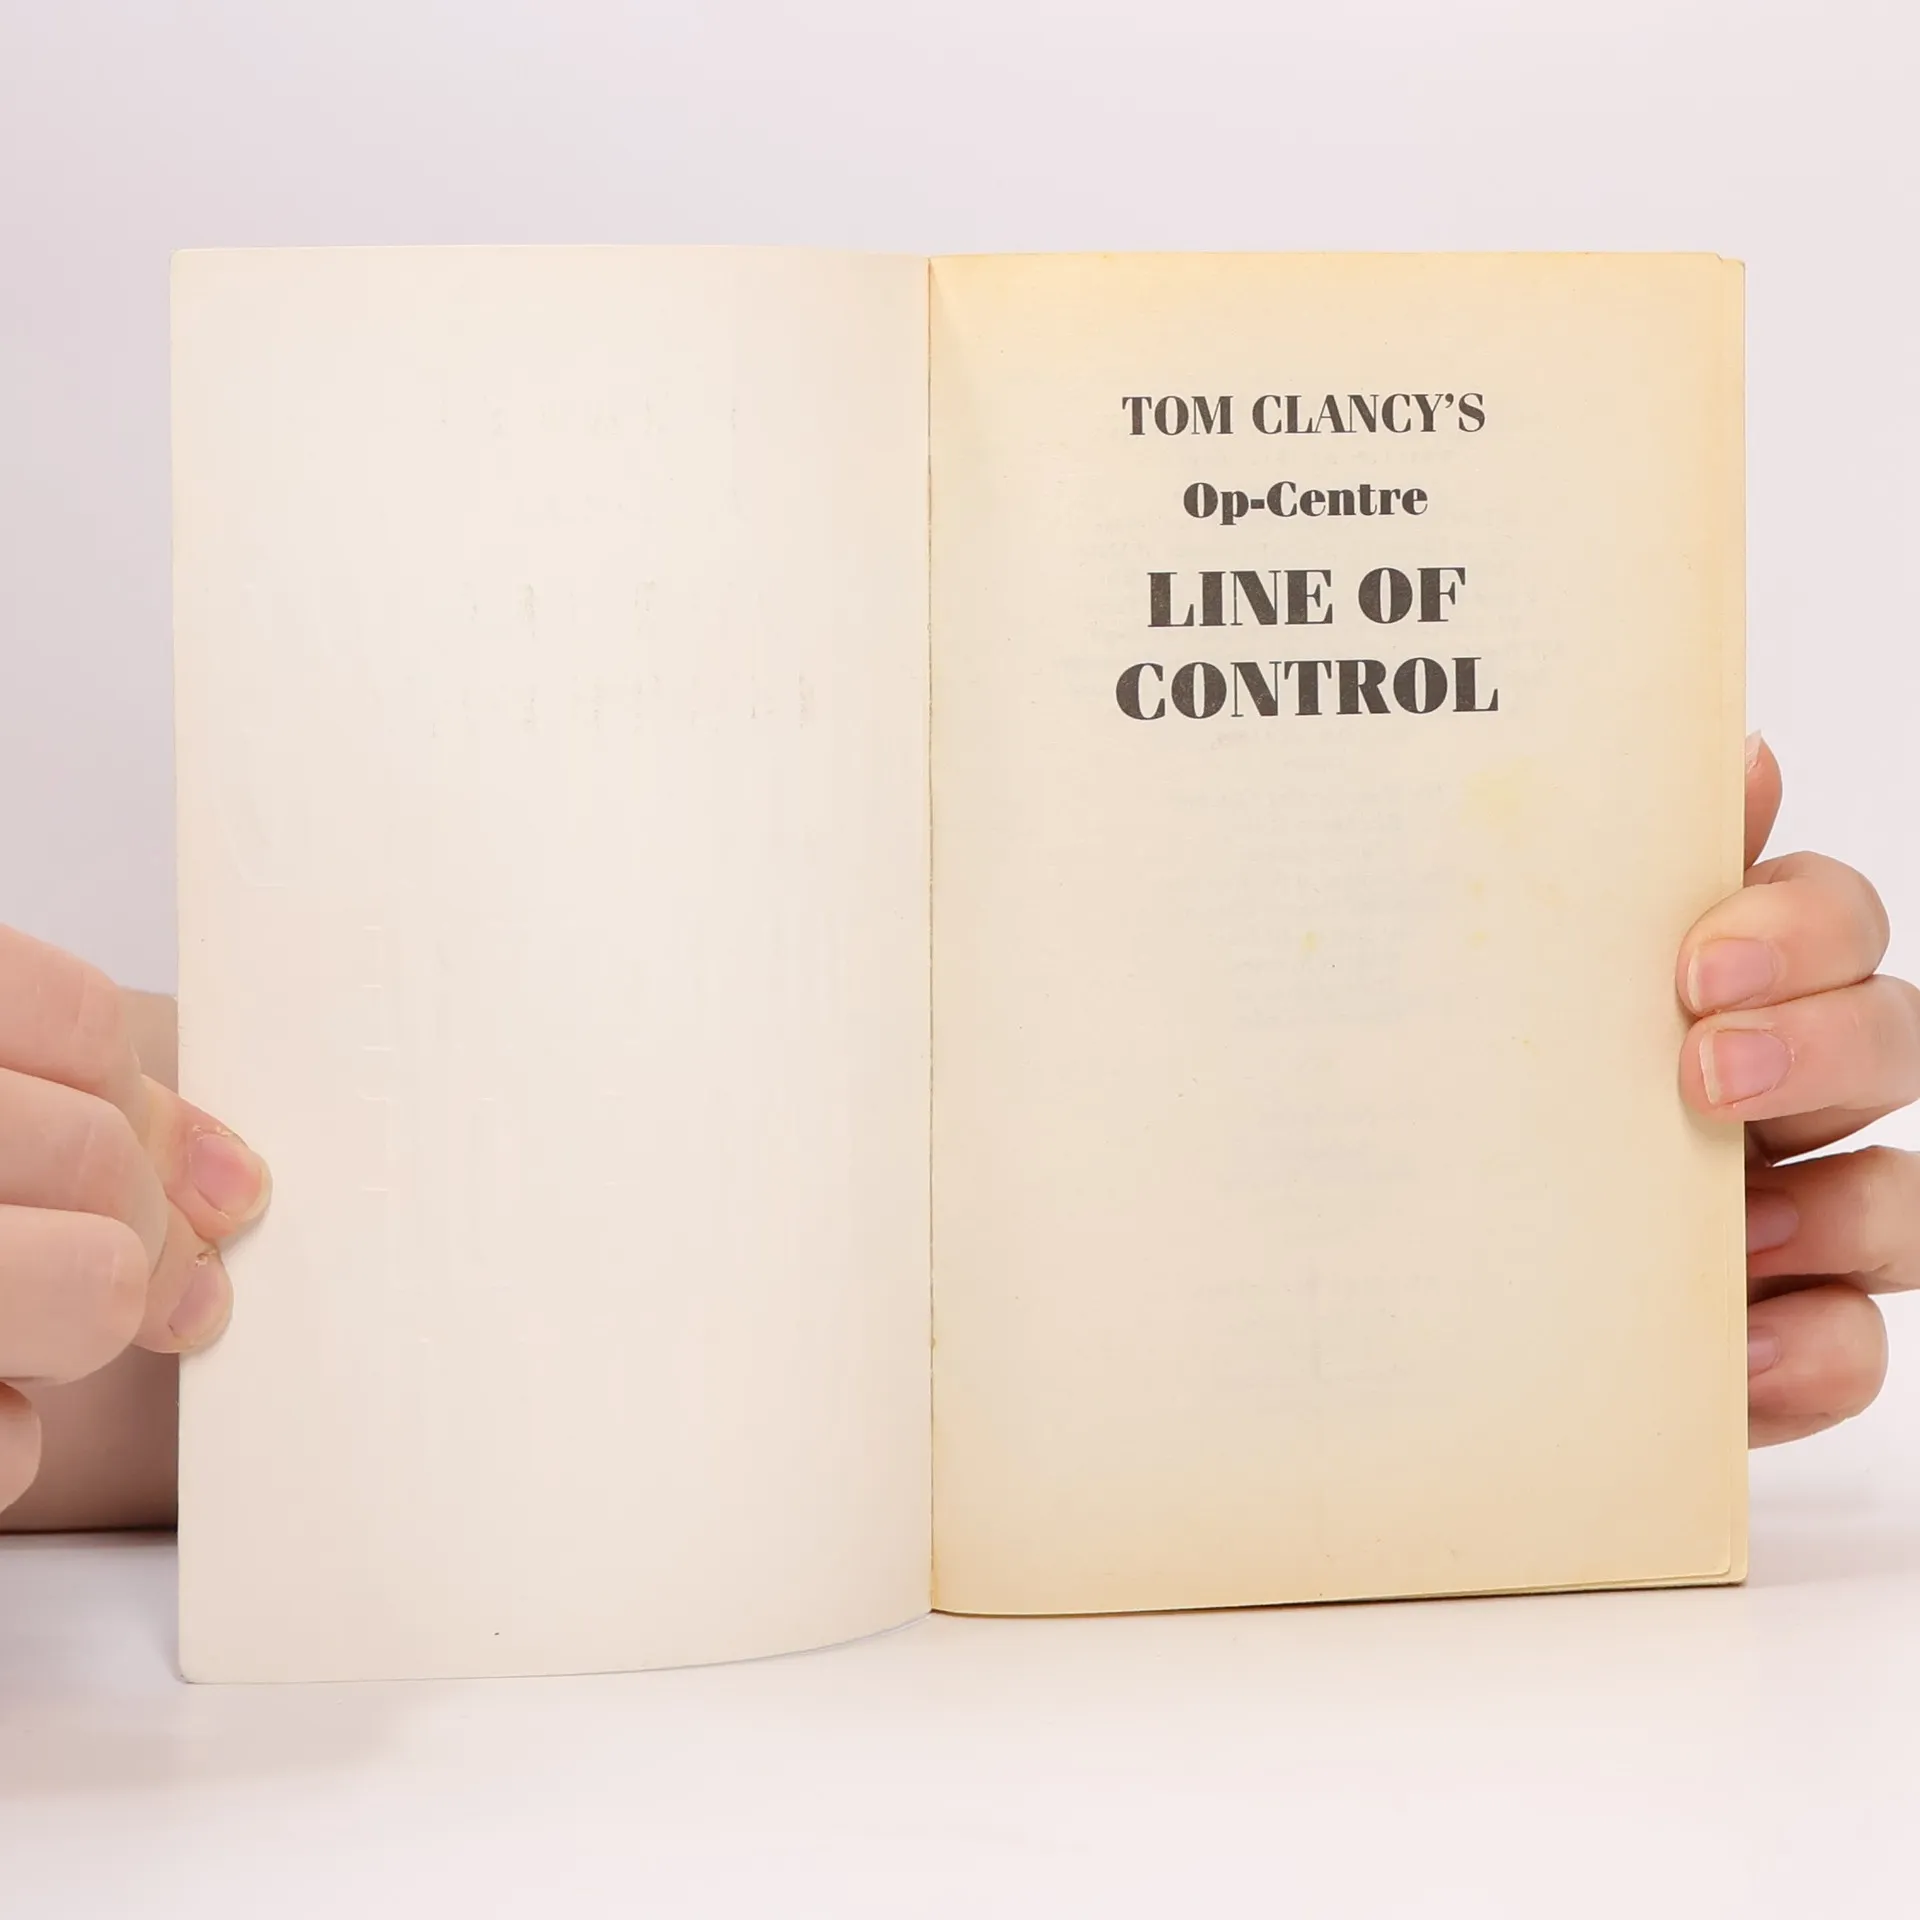 TOM CLANCY’S
Op-Centre
LINE OF
CONTROL